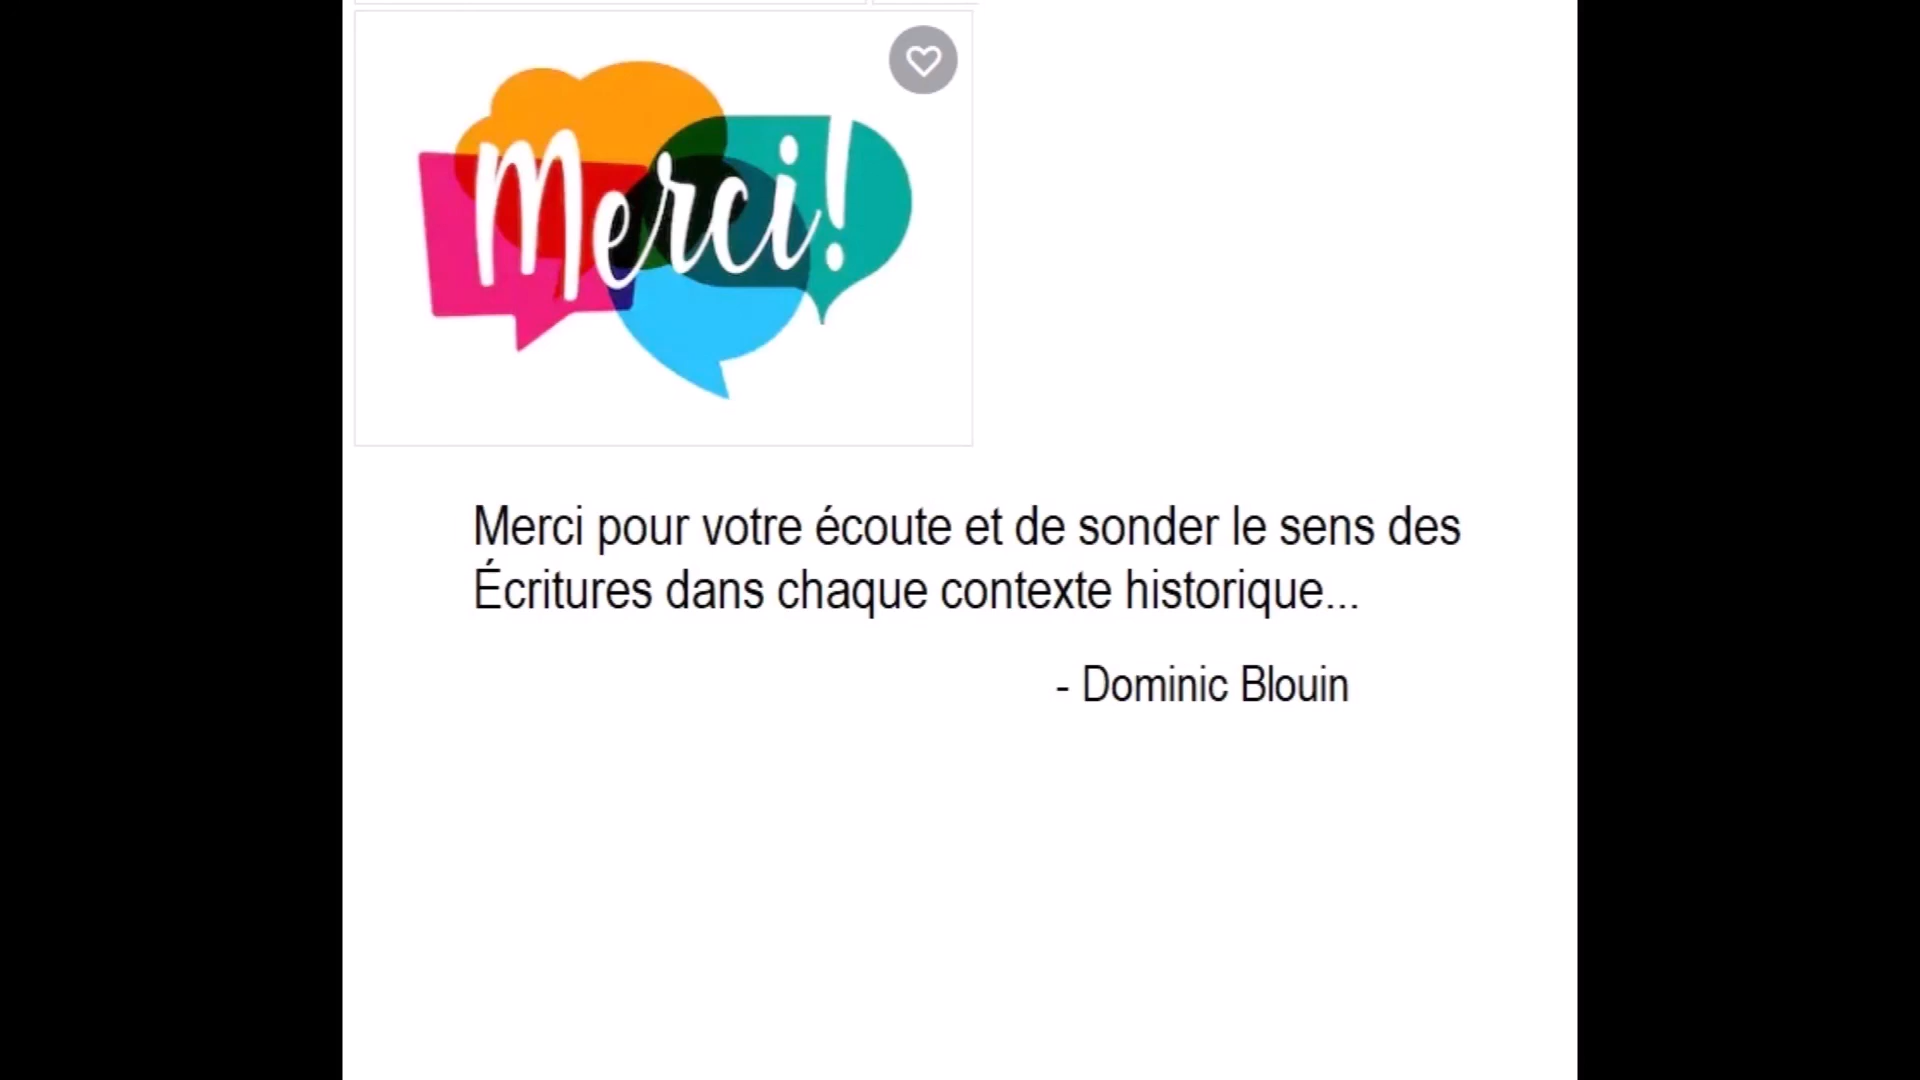 Merci!
Merci pour votre écoute et de sonder le sens des
Écritures dans chaque contexte historique...
- Dominic Blouin